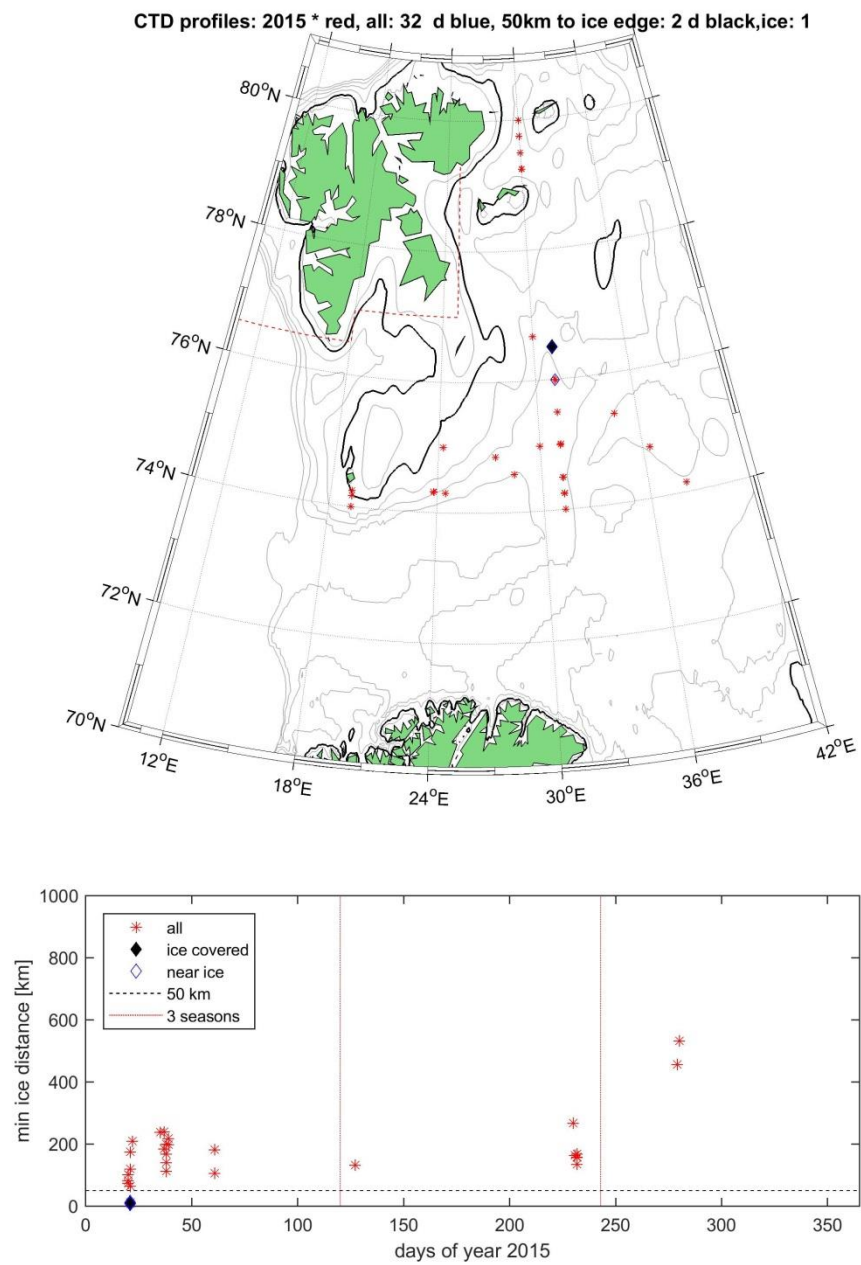 CTD profiles: 2015 * red, all: 32 d blue, 50km to ice edge: 2 d black,ice: 1
80°N
78°N
76°N
74°N
72°N
70°N
12°E
18°E
24°E
30°E
36°E
42°E
1000
800
600
400
200
0
min ice distance [km]
all
ice covered
near ice
50 km
3 seasons
0 50 100 150 200 250 300 350
days of year 2015